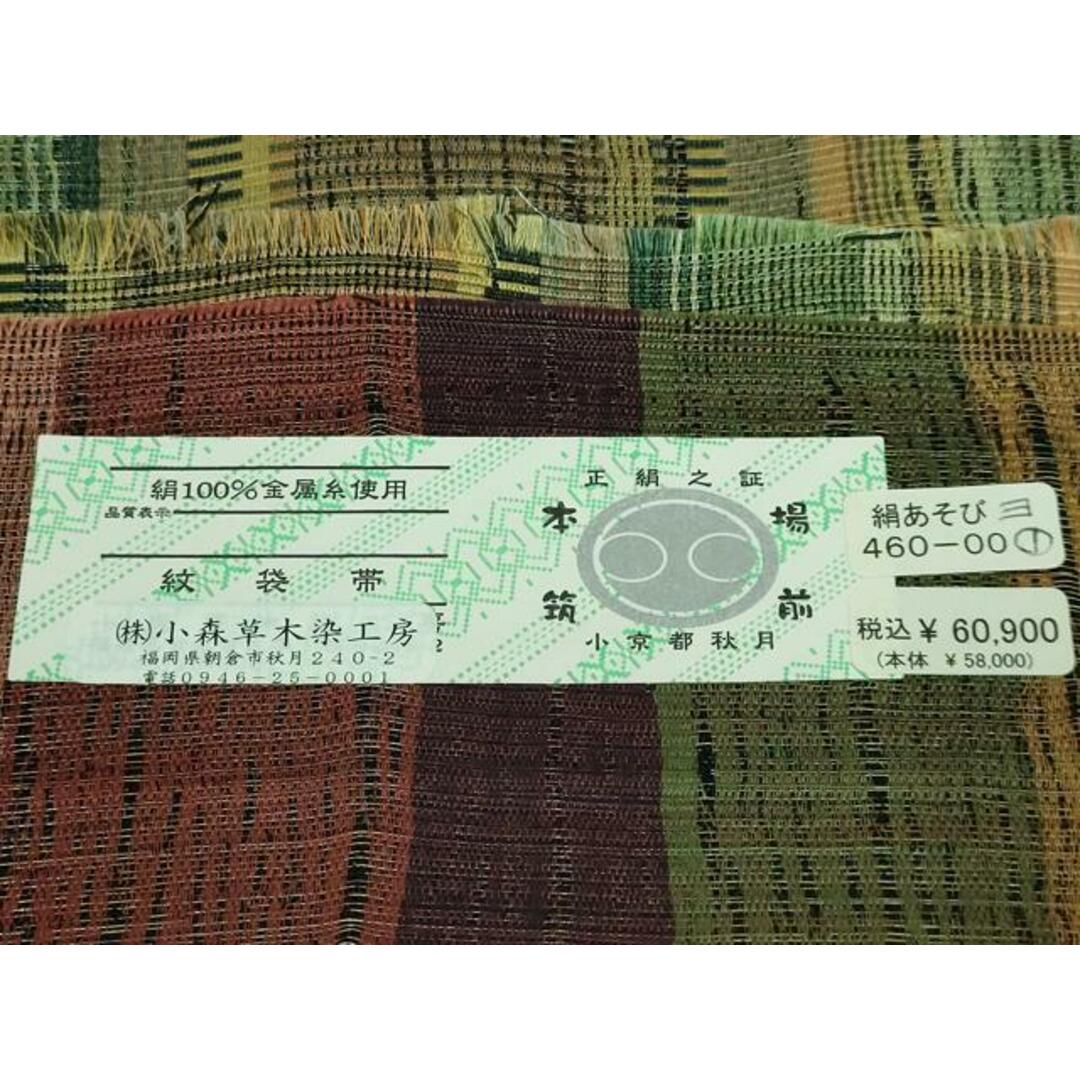 絹100%金属糸使用
品質表示
紋袋帯
㈱小森草木染工房
福岡県朝倉市秋月240-2
電話0946-25-0001
正絹之証
本場
筑前
小京都秋月
絹あそび
460-00
税込¥60,900
(本体 ¥58,000)